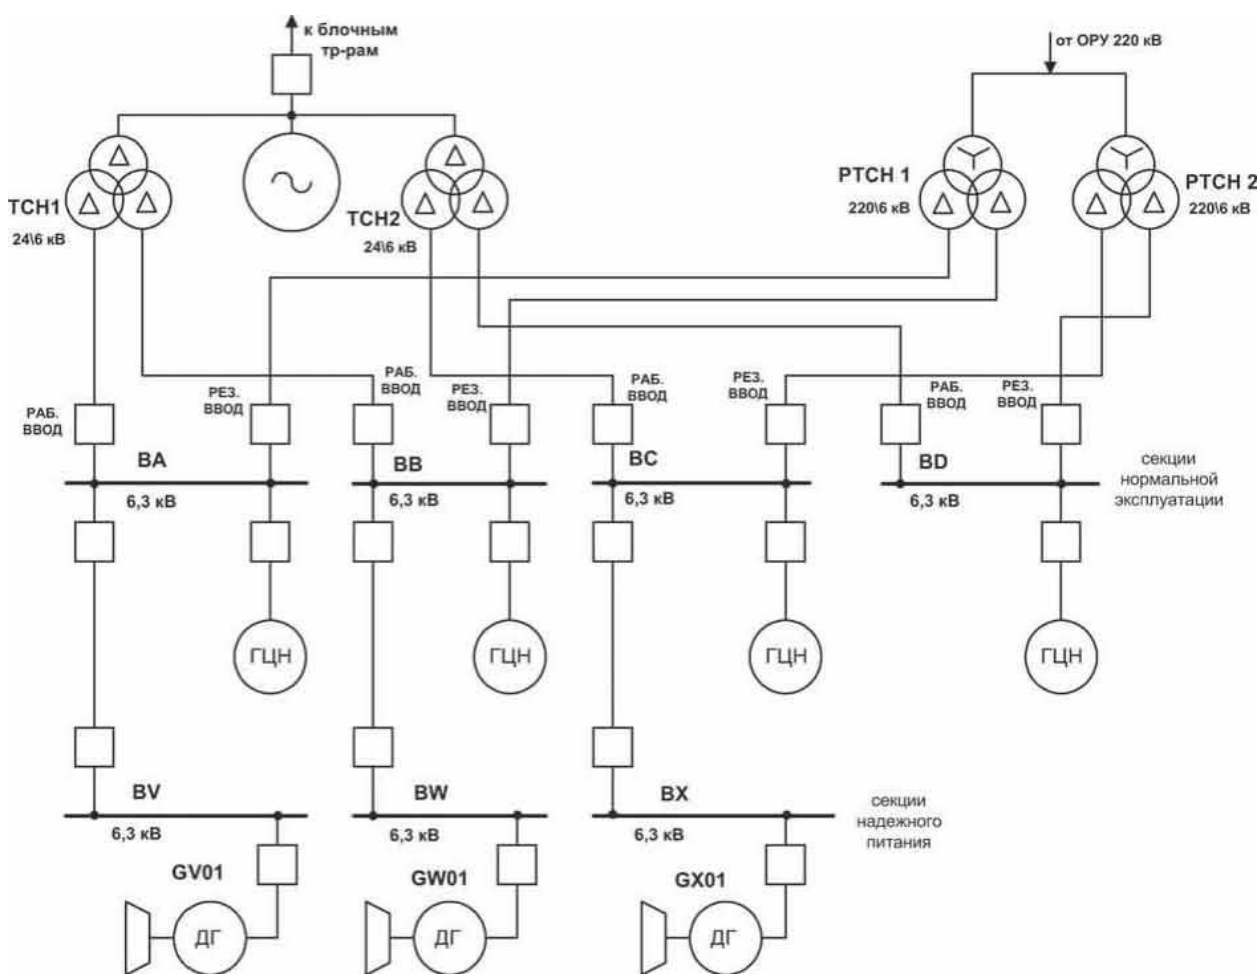 к блочным
тр-рам
от ОРУ 220 кВ
ТСН1
24\6 кВ
ТСН2
24\6 кВ
РТСН 1
220\6 кВ
РТСН 2
220\6 кВ
РАБ.
ВВОД
РЕЗ.
ВВОД
РАБ.
ВВОД
РЕЗ.
ВВОД
РАБ.
ВВОД
РЕЗ.
ВВОД
РАБ.
ВВОД
РЕЗ.
ВВОД
BA
6,3 кВ
BB
6,3 кВ
BC
6,3 кВ
BD
6,3 кВ
секции
нормальной
эксплуатации
ГЦН
ГЦН
ГЦН
ГЦН
BV
6,3 кВ
BW
6,3 кВ
BX
6,3 кВ
секции
надежного
питания
GV01
ДГ
GW01
ДГ
GX01
ДГ